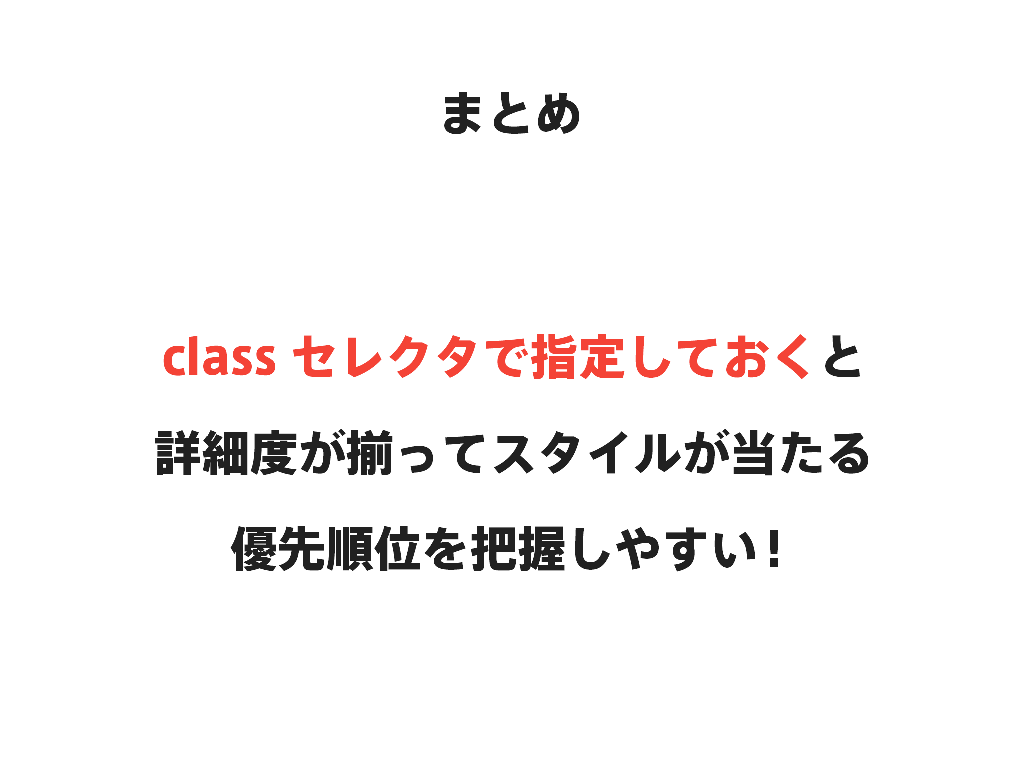 まとめ
class セレクタで指定しておくと
詳細度が揃ってスタイルが当たる
優先順位を把握しやすい!